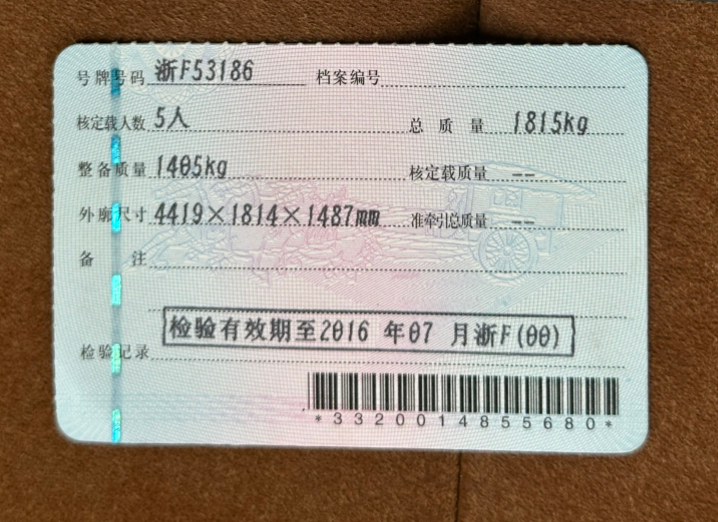 号牌号码 浙F53186 档案编号
核定载人数 5人 总质量 1815kg
整备质量 1405kg 核定载质量 --
外廓尺寸 4419×1814×1487mm 准牵引总质量 --
备注
检验有效期至2016年07月浙F(00)
检验记录
*3320014855680*